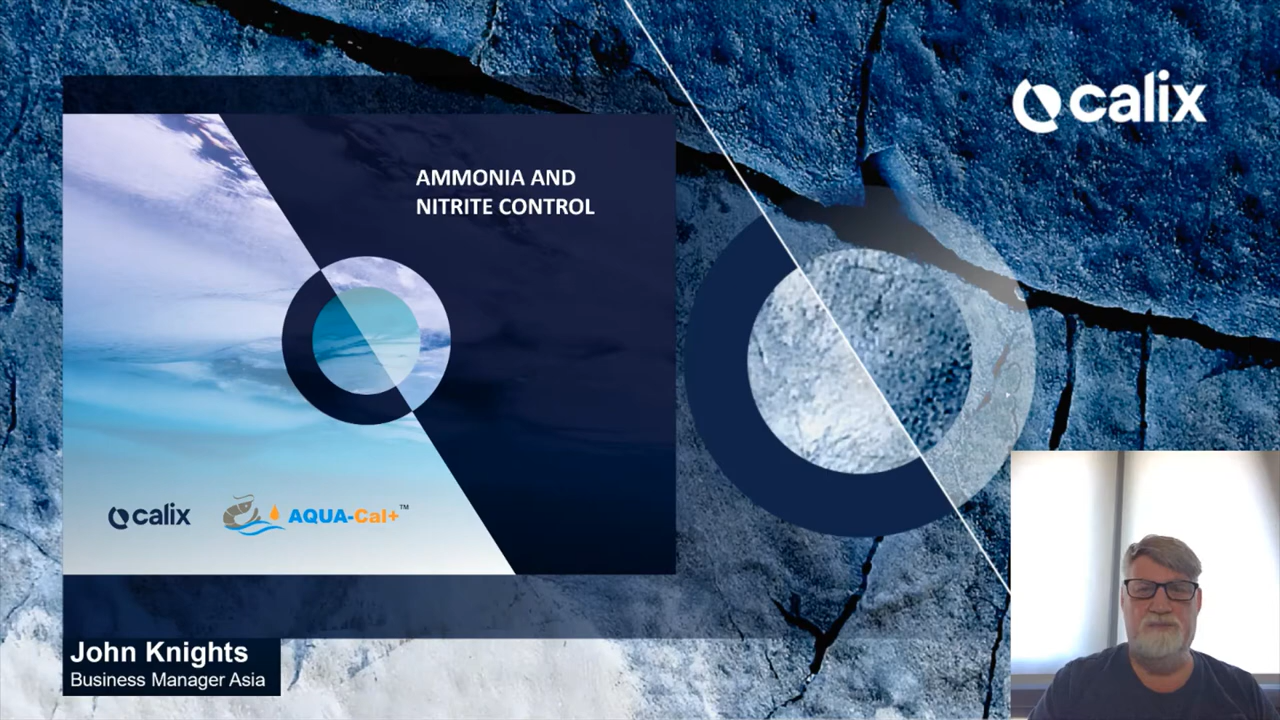 calix
AMMONIA AND
NITRITE CONTROL
calix
AQUA-Cal+™
John Knights
Business Manager Asia